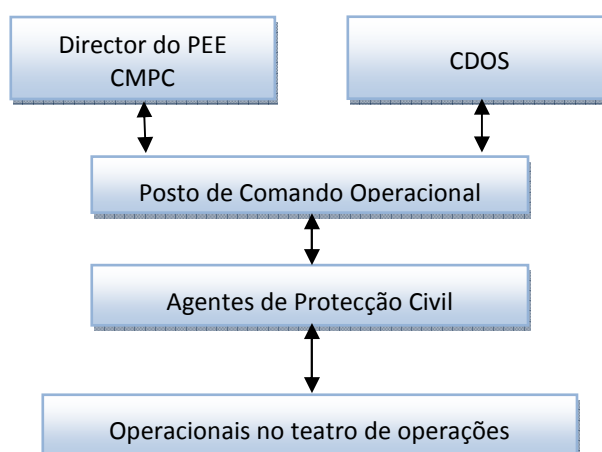 Director do PEE
CMPC
CDOS
Posto de Comando Operacional
Agentes de Protecção Civil
Operacionais no teatro de operações